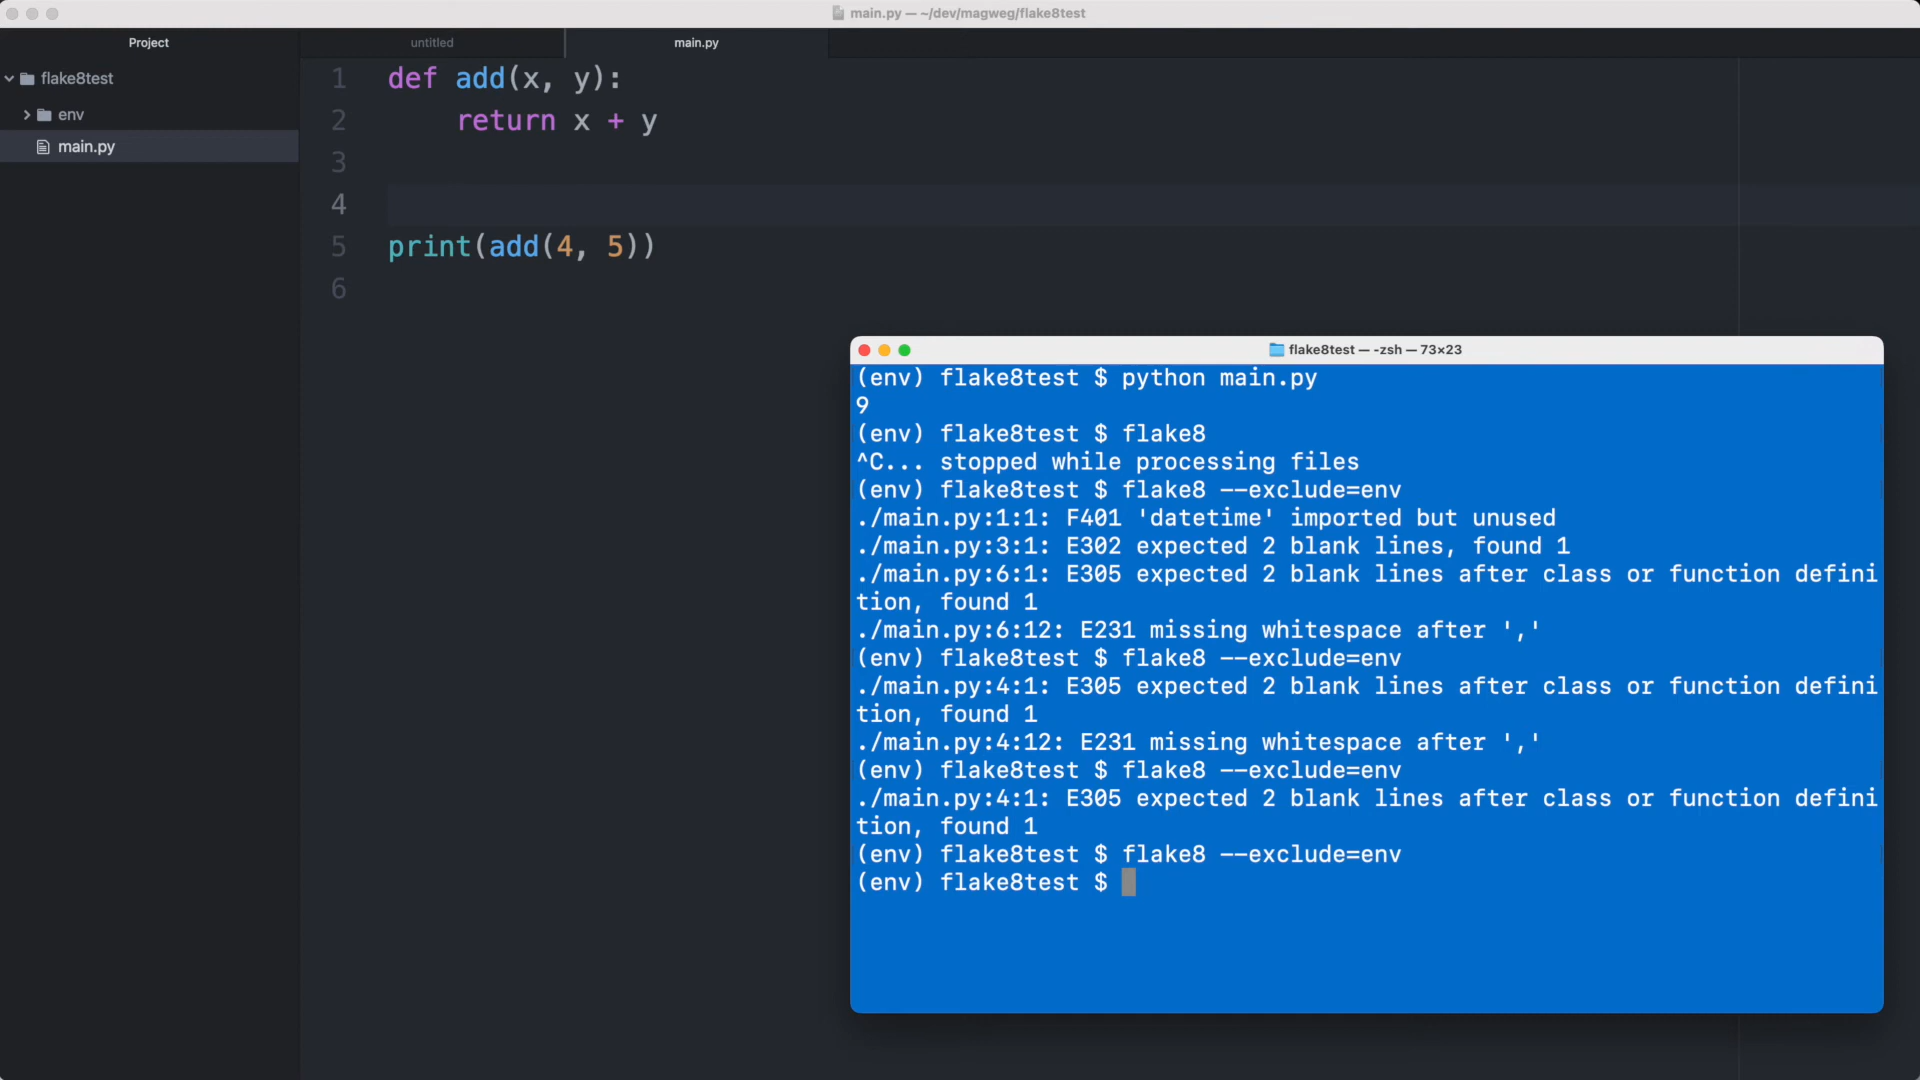 main.py — ~/dev/magweg/flake8test
Project
untitled
main.py
flake8test
env
main.py
1 def add(x, y):
2     return x + y
3
4
5 print(add(4, 5))
6
flake8test — -zsh — 73×23
(env) flake8test $ python main.py
9
(env) flake8test $ flake8
^C... stopped while processing files
(env) flake8test $ flake8 --exclude=env
./main.py:1:1: F401 'datetime' imported but unused
./main.py:3:1: E302 expected 2 blank lines, found 1
./main.py:6:1: E305 expected 2 blank lines after class or function defini
tion, found 1
./main.py:6:12: E231 missing whitespace after ','
(env) flake8test $ flake8 --exclude=env
./main.py:4:1: E305 expected 2 blank lines after class or function defini
tion, found 1
./main.py:4:12: E231 missing whitespace after ','
(env) flake8test $ flake8 --exclude=env
./main.py:4:1: E305 expected 2 blank lines after class or function defini
tion, found 1
(env) flake8test $ flake8 --exclude=env
(env) flake8test $